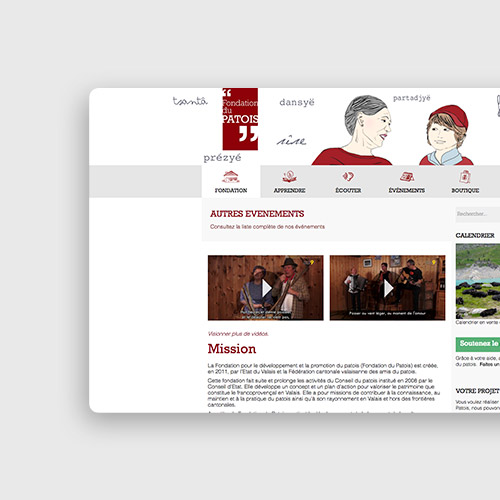 tsantâ
“
Fondation
du
PATOIS
”
dansyë
partadjyë
rire
prézyé
FONDATION
APPRENDRE
ÉCOUTER
ÉVÉNEMENTS
BOUTIQUE
AUTRES EVENEMENTS
Consultez la liste complète de nos événements
Rechercher...
CALENDRIER
Passer au vent léger, au moment de l'amour
Calendrier en vente
Soutenez le
Visionner plus de vidéos.
Mission
Grâce à votre aide,
du patois. Faites un
La Fondation pour le développement et la promotion du patois (Fondation du Patois) est créée,
en 2011, par l'Etat du Valais et la Fédération cantonale valaisanne des amis du patois.
Cette fondation fait suite et prolonge les activités du Conseil du patois institué en 2008 par le
Conseil d'Etat. Elle développe un concept et un plan d'action pour valoriser le patrimoine que
constitue le francoprovençal en Valais. Elle a pour missions de contribuer à la connaissance, au
maintien et à la pratique du patois ainsi qu'à son rayonnement en Valais et hors des frontières
cantonales.
VOTRE PROJET
Vous voulez réaliser
Patois, nous pouvons